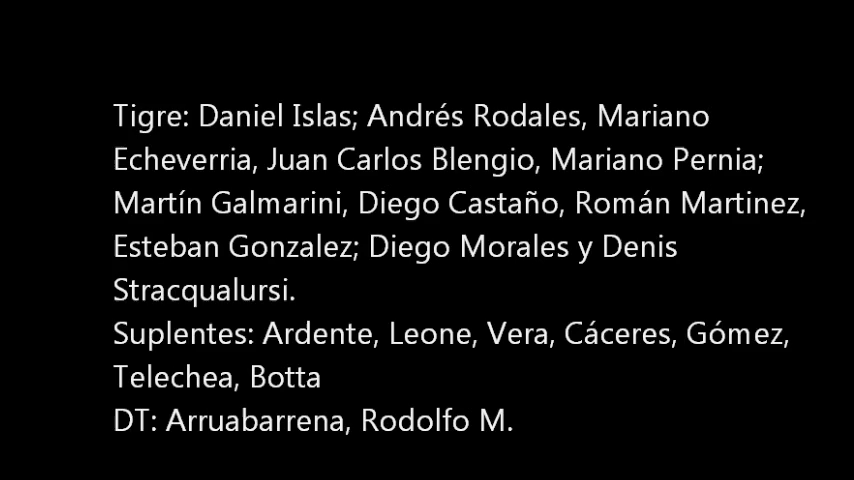 Tigre: Daniel Islas; Andrés Rodales, Mariano
Echeverria, Juan Carlos Blengio, Mariano Pernia;
Martín Galmarini, Diego Castaño, Román Martinez,
Esteban Gonzalez; Diego Morales y Denis
Stracqualursi.
Suplentes: Ardente, Leone, Vera, Cáceres, Gómez,
Telechea, Botta
DT: Arruabarrena, Rodolfo M.